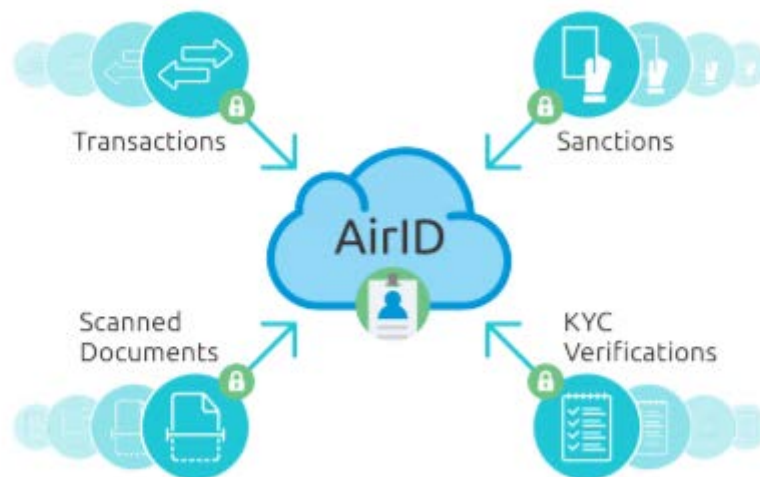 Transactions
Sanctions
AirID
Scanned
Documents
KYC
Verifications